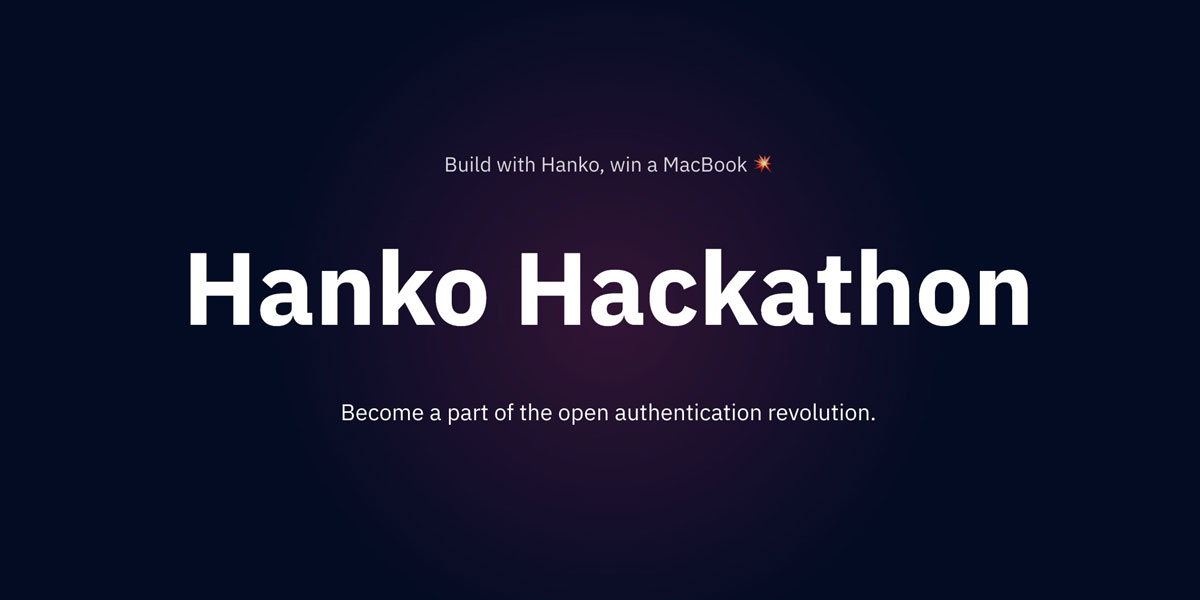 Build with Hanko, win a MacBook 💥
Hanko Hackathon
Become a part of the open authentication revolution.